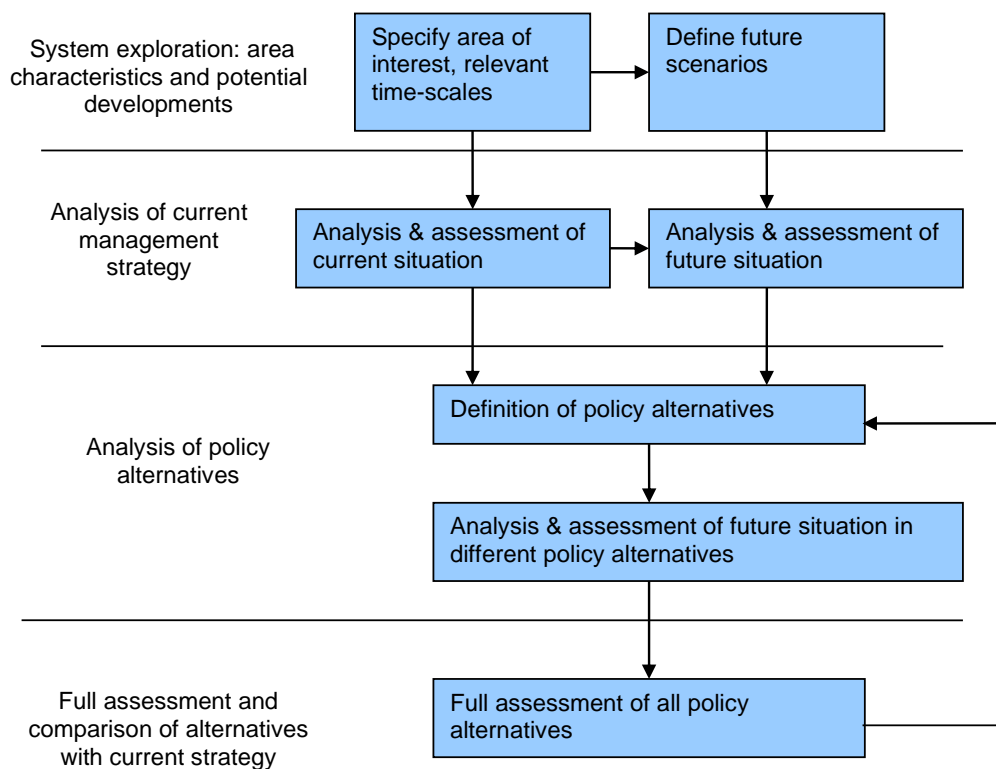 System exploration: area
characteristics and potential
developments
Specify area of
interest, relevant
time-scales
Define future
scenarios
Analysis of current
management
strategy
Analysis & assessment of
current situation
Analysis & assessment of
future situation
Analysis of policy
alternatives
Definition of policy alternatives
Analysis & assessment of future situation in
different policy alternatives
Full assessment and
comparison of alternatives
with current strategy
Full assessment of all policy
alternatives